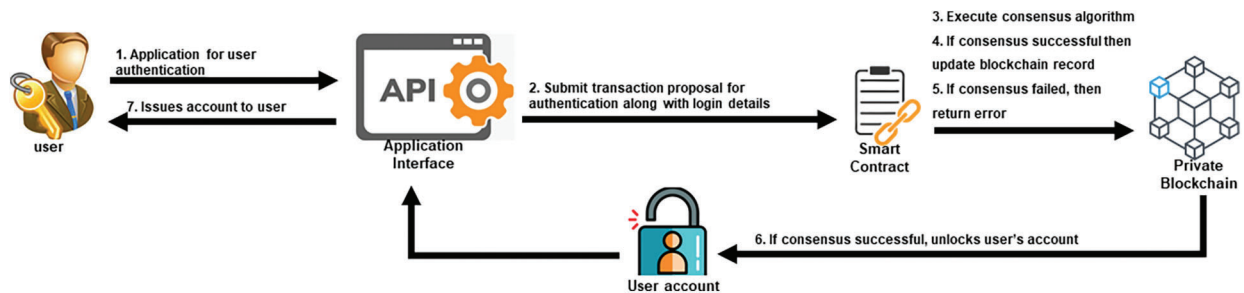 1. Application for user
authentication
7. Issues account to user
user
API
Application
Interface
2. Submit transaction proposal for
authentication along with login details
Smart
Contract
3. Execute consensus algorithm
4. If consensus successful then
update blockchain record
5. If consensus failed, then
return error
Private
Blockchain
6. If consensus successful, unlocks user's account
User account